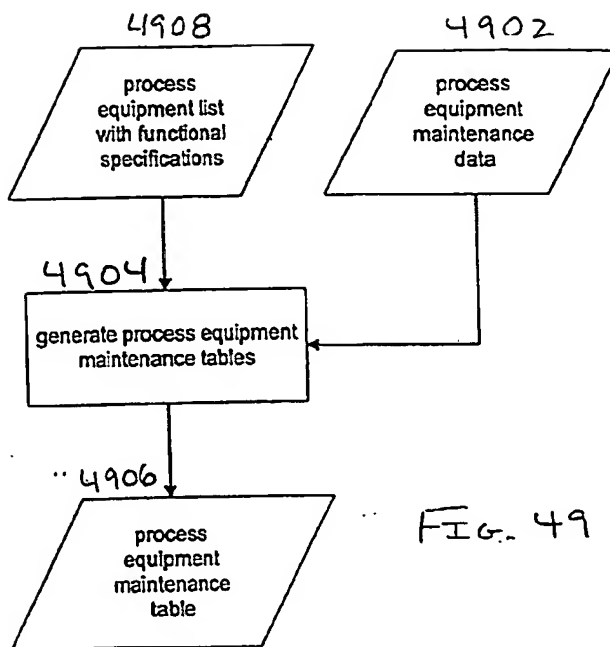 4908
4902
process
equipment list
with functional
specifications
process
equipment
maintenance
data
4904
generate process equipment
maintenance tables
4906
process
equipment
maintenance
table
FIG. 49